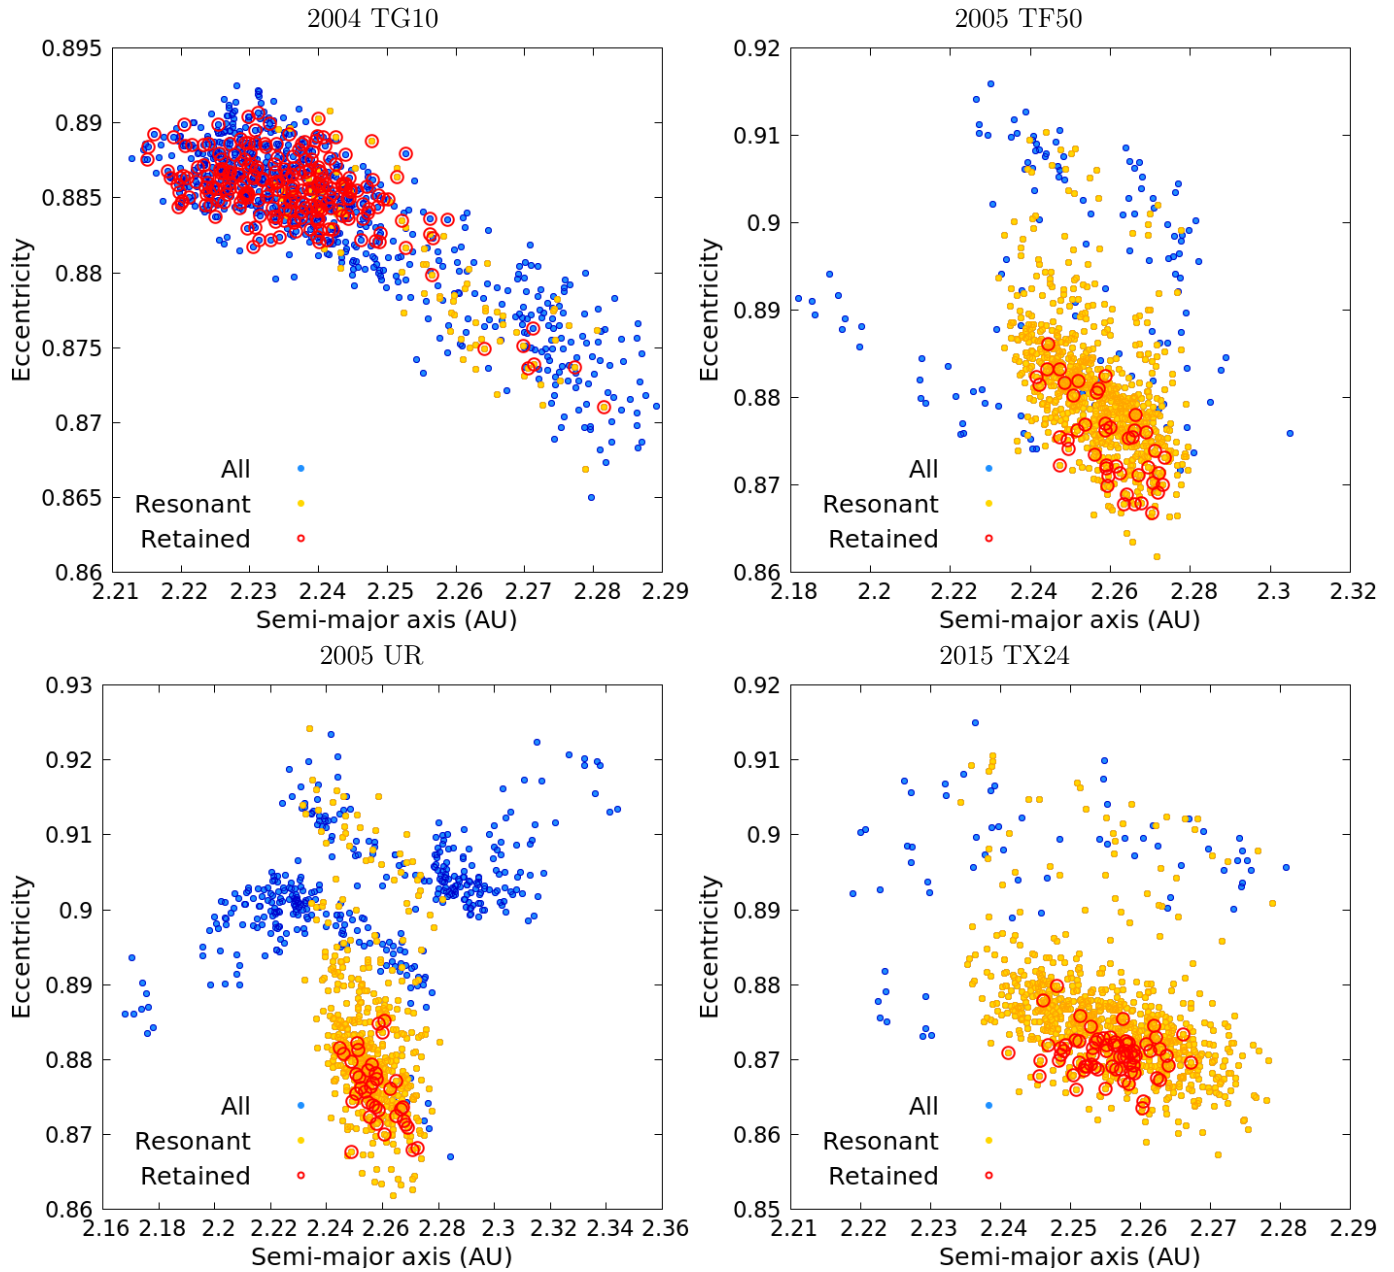 2004 TG10
0.895
0.89
0.885
0.88
0.875
0.87
0.865
0.86
Eccentricity
All
Resonant
Retained
2.21 2.22 2.23 2.24 2.25 2.26 2.27 2.28 2.29
Semi-major axis (AU)
2005 TF50
0.92
0.91
0.9
0.89
0.88
0.87
0.86
Eccentricity
All
Resonant
Retained
2.18 2.2 2.22 2.24 2.26 2.28 2.3 2.32
Semi-major axis (AU)
2005 UR
0.93
0.92
0.91
0.9
0.89
0.88
0.87
0.86
Eccentricity
All
Resonant
Retained
2.16 2.18 2.2 2.22 2.24 2.26 2.28 2.3 2.32 2.34 2.36
Semi-major axis (AU)
2015 TX24
0.92
0.91
0.9
0.89
0.88
0.87
0.86
0.85
Eccentricity
All
Resonant
Retained
2.21 2.22 2.23 2.24 2.25 2.26 2.27 2.28 2.29
Semi-major axis (AU)